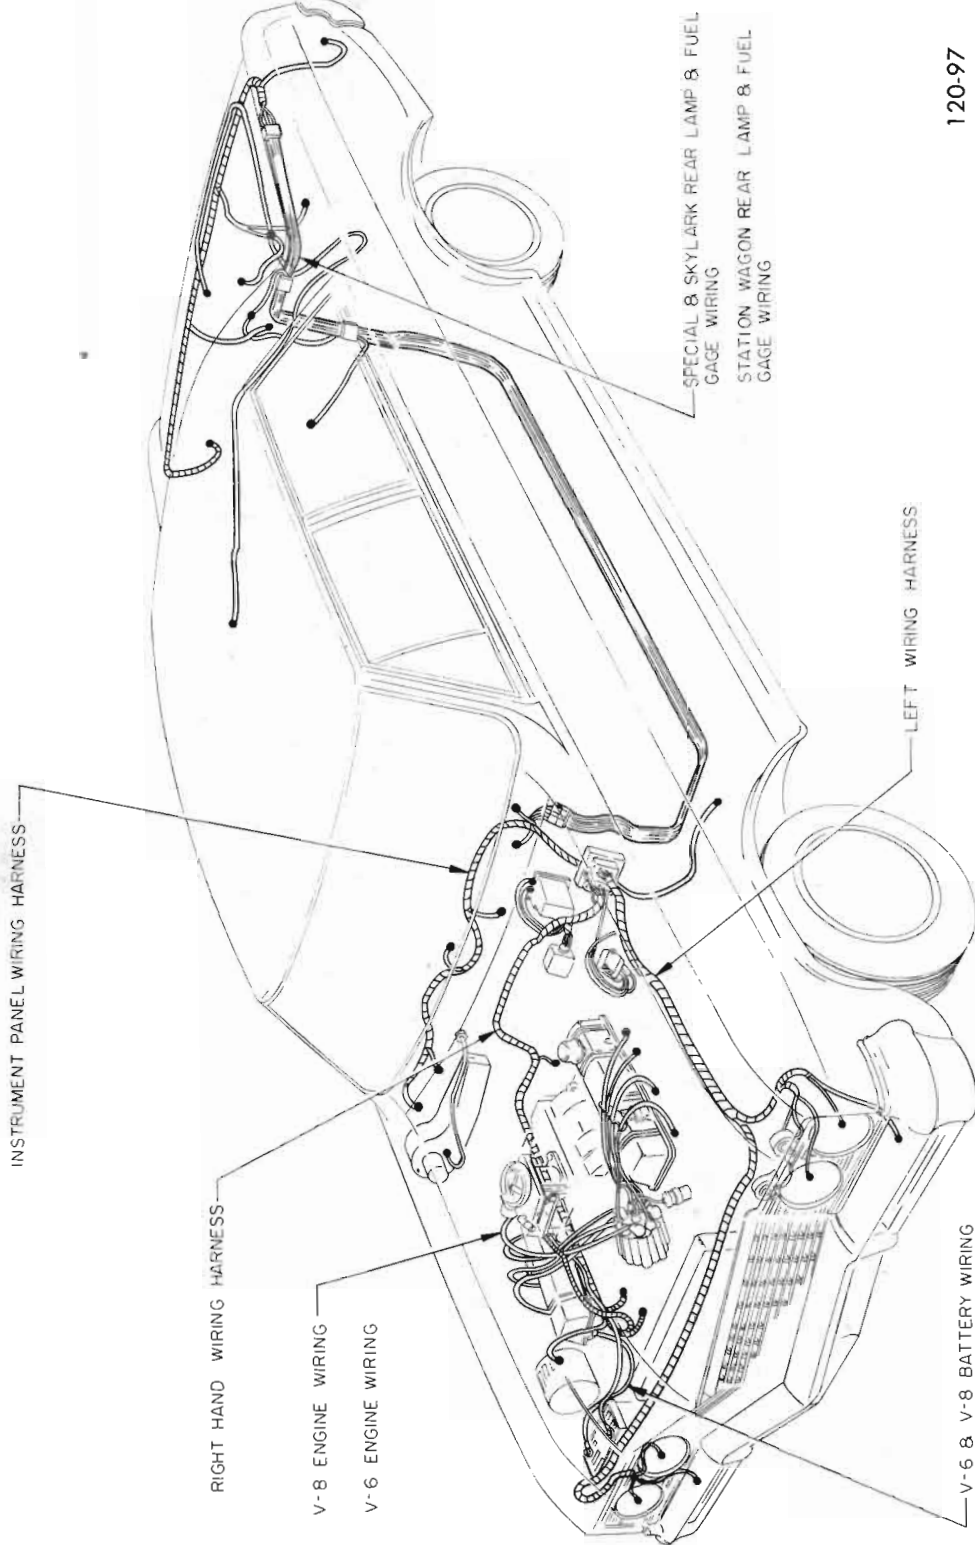 INSTRUMENT PANEL WIRING HARNESS
RIGHT HAND WIRING HARNESS
V-8 ENGINE WIRING
V-6 ENGINE WIRING
SPECIAL & SKYLARK REAR LAMP & FUEL
GAGE WIRING
STATION WAGON REAR LAMP & FUEL
GAGE WIRING
LEFT WIRING HARNESS
V-6 & V-8 BATTERY WIRING
120-97